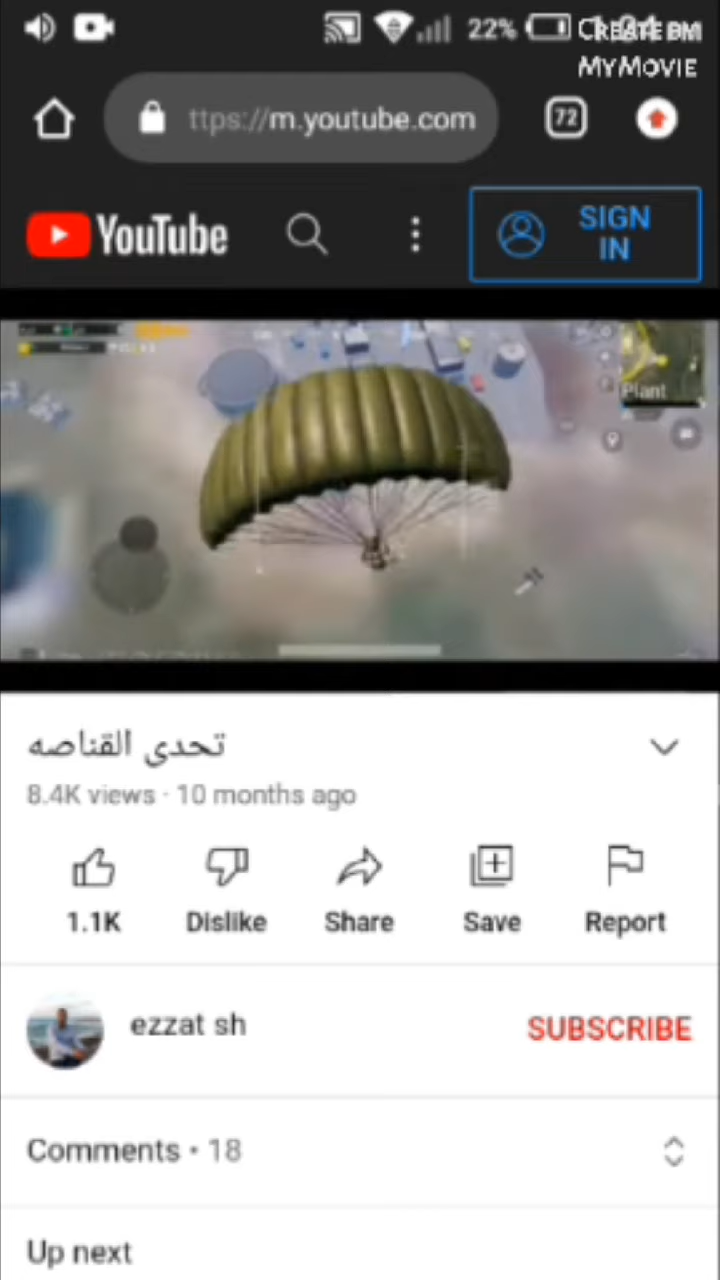 22%
CREATE BY
MYMOVIE
72
ttps://m.youtube.com
YouTube
SIGN
IN
Plant
تحدى القناصه
8.4K views · 10 months ago
1.1K
Dislike
Share
Save
Report
ezzat sh
SUBSCRIBE
Comments • 18
Up next